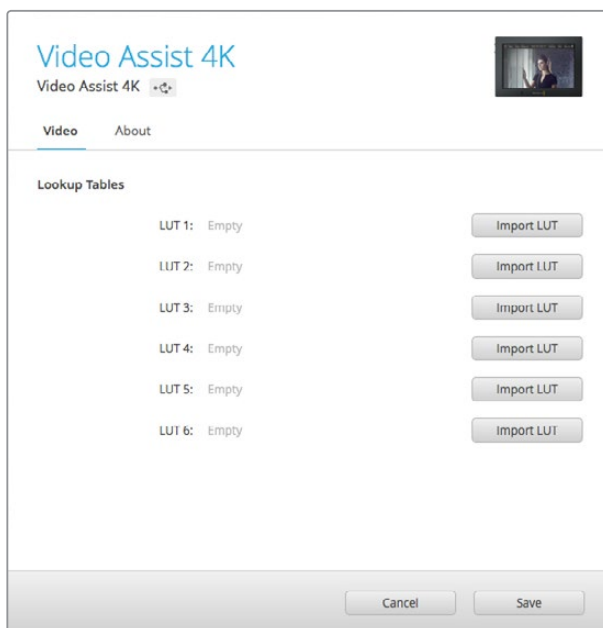 Video Assist 4K
Video Assist 4K
Video About
Lookup Tables
LUT 1: Empty Import LUT
LUT 2: Empty Import LUT
LUT 3: Empty Import LUT
LUT 4: Empty Import LUT
LUT 5: Empty Import LUT
LUT 6: Empty Import LUT
Cancel Save